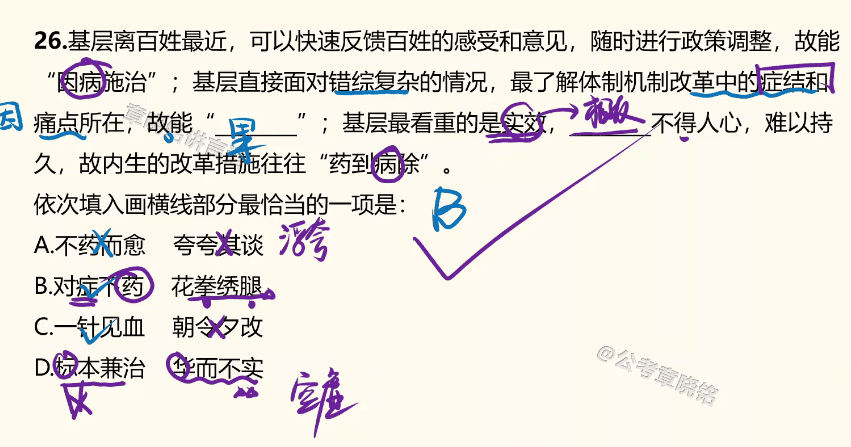 26.基层离百姓最近，可以快速反馈百姓的感受和意见，随时进行政策调整，故能
“因病施治”；基层直接面对错综复杂的情况，最了解体制机制改革中的症结和
因
痛点所在，故能“________”；基层最看重的是实效，________不得人心，难以持
果
久，故内生的改革措施往往“药到病除”。
依次填入画横线部分最恰当的一项是：
B
A.不药而愈 夸夸其谈
浮夸
B.对症下药 花拳绣腿
C.一针见血 朝令夕改
D.标本兼治 华而不实
空虚
@公考章晓铭